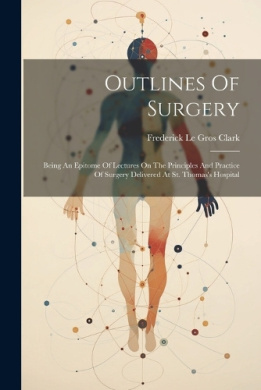 Outlines Of
Surgery
Frederick Le Gros Clark
Being An Epitome Of Lectures On The Principles And Practice
Of Surgery Delivered At St. Thomas's Hospital